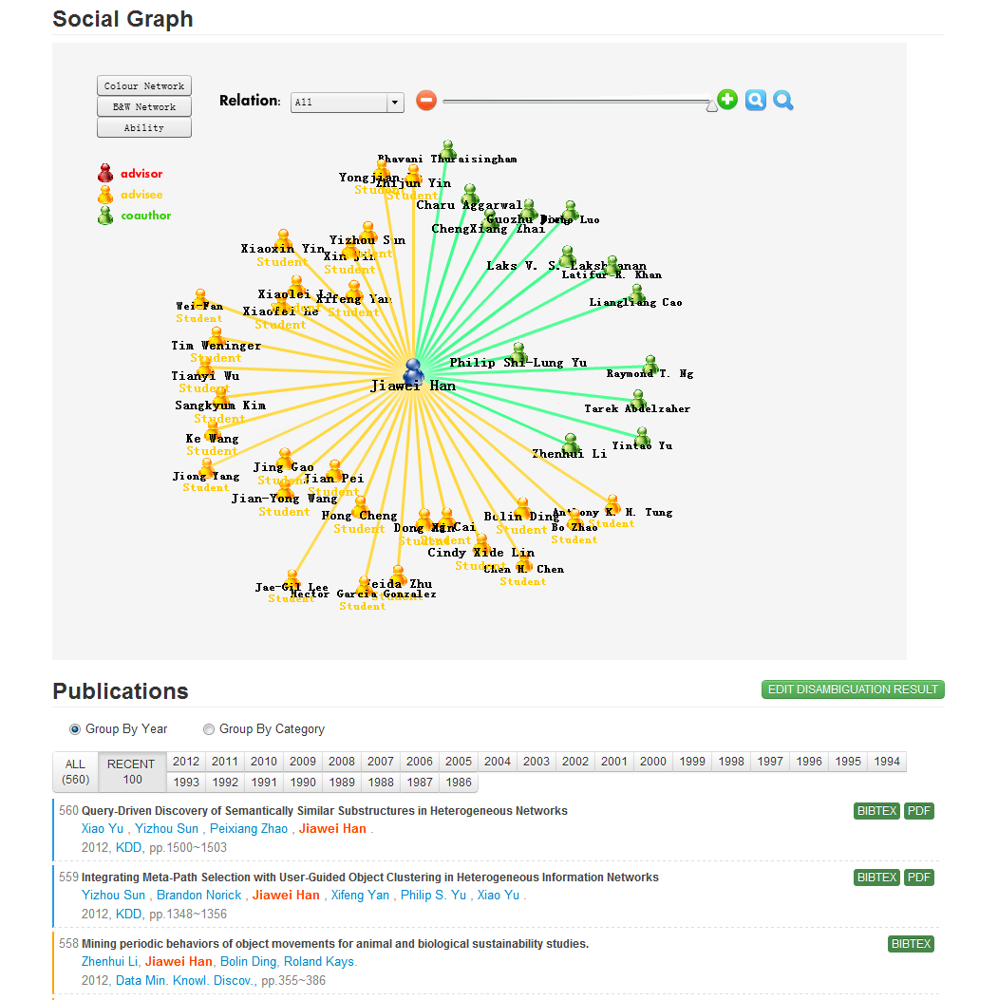 Social Graph
Colour Network
B&W Network
Ability
Relation:
All
advisor
advisee
coauthor
Bhavani Thuraisingham
Yongjian
Student
Zhijun Yin
Student
Charu Aggarwal
Guozhu
Luo
ChengXiang Zhai
Yizhou Sun
Student
Xiaoxin Yin
Student
Xin Jin
Student
Laks V. S. Lakshmanan
Latifur R. Khan
Xiaolei
Student
Xifeng Yan
Student
Liangliang Cao
Wei Fan
Student
Xiaofei He
Student
Tim Weninger
Student
Philip Shi-Lung Yu
Raymond T. Ng
Tianyi Wu
Student
Jiawei Han
Sangkyum Kim
Student
Tarek Abdelzaher
Ke Wang
Student
Yintao Yu
Zhenhui Li
Jing Gao
Student
Jiong Yang
Student
Jian Pei
Student
Jian-Yong Wang
Student
Hong Cheng
Student
Bolin Ding
Student
Anthony K. H. Tung
Student
Dong Xin
Student
Cai
Student
Bo Zhao
Student
Cindy Xide Lin
Student
Chen H. Chen
Student
Jae-Gil Lee
Student
Feida Zhu
Student
Hector Garcia Gonzalez
Student
Publications
EDIT DISAMBIGUATION RESULT
Group By Year Group By Category
ALL (560) RECENT 100
2012 2011 2010 2009 2008 2007 2006 2005 2004 2003 2002 2001 2000 1999 1998 1997 1996 1995 1994
1993 1992 1991 1990 1989 1988 1987 1986
560 Query-Driven Discovery of Semantically Similar Substructures in Heterogeneous Networks BIBTEX PDF
Xiao Yu , Yizhou Sun , Peixiang Zhao , Jiawei Han .
2012, KDD, pp.1500~1503
559 Integrating Meta-Path Selection with User-Guided Object Clustering in Heterogeneous Information Networks BIBTEX PDF
Yizhou Sun , Brandon Norick , Jiawei Han , Xifeng Yan , Philip S. Yu , Xiao Yu .
2012, KDD, pp.1348~1356
558 Mining periodic behaviors of object movements for animal and biological sustainability studies. BIBTEX
Zhenhui Li, Jiawei Han, Bolin Ding, Roland Kays.
2012, Data Min. Knowl. Discov., pp.355~386